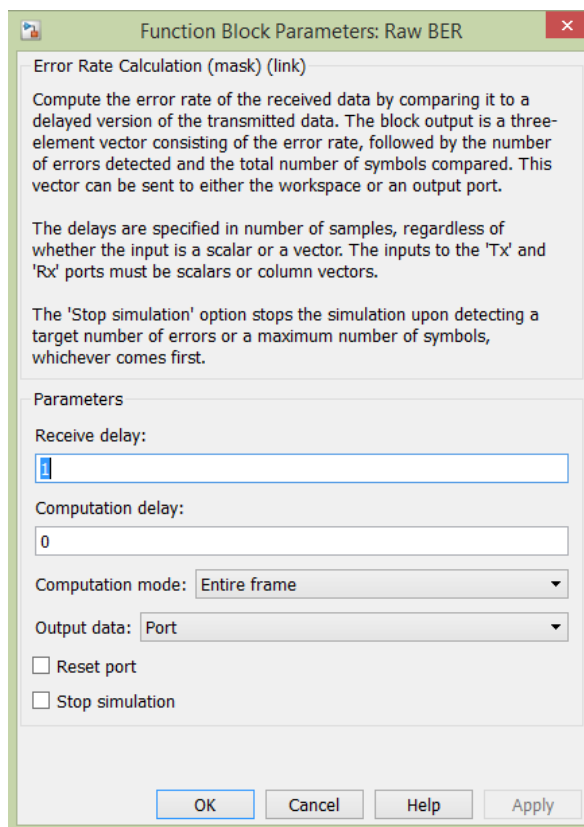 Function Block Parameters: Raw BER
Error Rate Calculation (mask) (link)
Compute the error rate of the received data by comparing it to a
delayed version of the transmitted data. The block output is a three-
element vector consisting of the error rate, followed by the number
of errors detected and the total number of symbols compared. This
vector can be sent to either the workspace or an output port.
The delays are specified in number of samples, regardless of
whether the input is a scalar or a vector. The inputs to the 'Tx' and
'Rx' ports must be scalars or column vectors.
The 'Stop simulation' option stops the simulation upon detecting a
target number of errors or a maximum number of symbols,
whichever comes first.
Parameters
Receive delay:
1
Computation delay:
0
Computation mode: Entire frame
Output data: Port
Reset port
Stop simulation
OK Cancel Help Apply